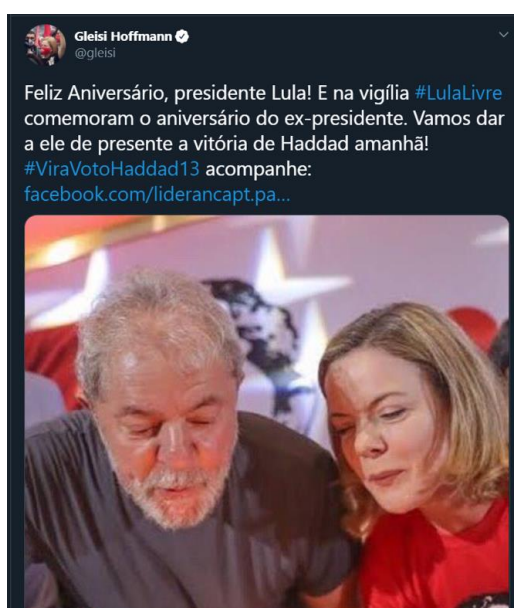 Gleisi Hoffmann
@gleisi
Feliz Aniversário, presidente Lula! E na vigília #LulaLivre
comemoram o aniversário do ex-presidente. Vamos dar
a ele de presente a vitória de Haddad amanhã!
#ViraVotoHaddad13 acompanhe:
facebook.com/liderancapt.pa...